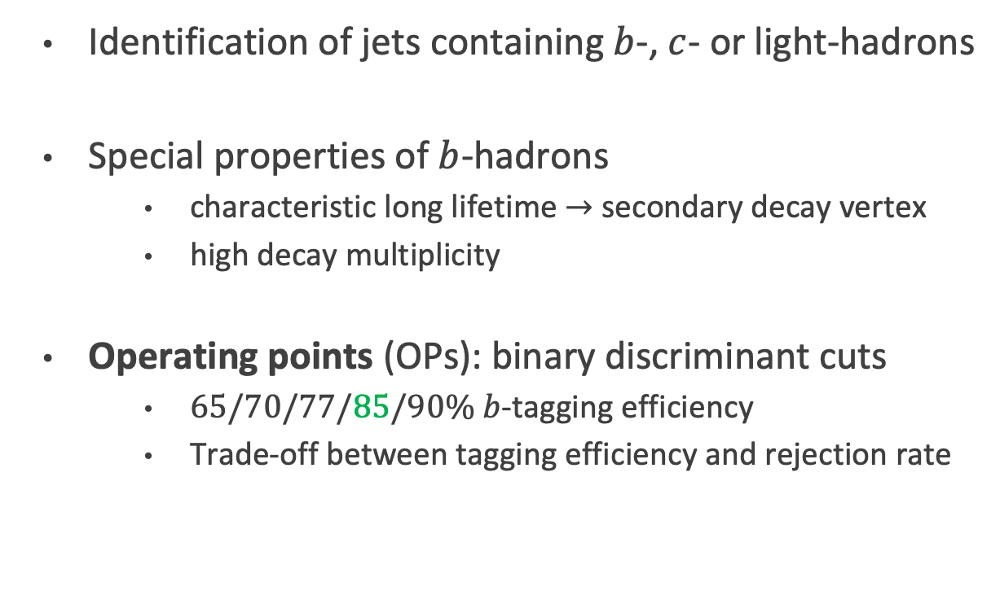 • Identification of jets containing b-, c- or light-hadrons
• Special properties of b-hadrons
• characteristic long lifetime → secondary decay vertex
• high decay multiplicity
• Operating points (OPs): binary discriminant cuts
• 65/70/77/85/90% b-tagging efficiency
• Trade-off between tagging efficiency and rejection rate